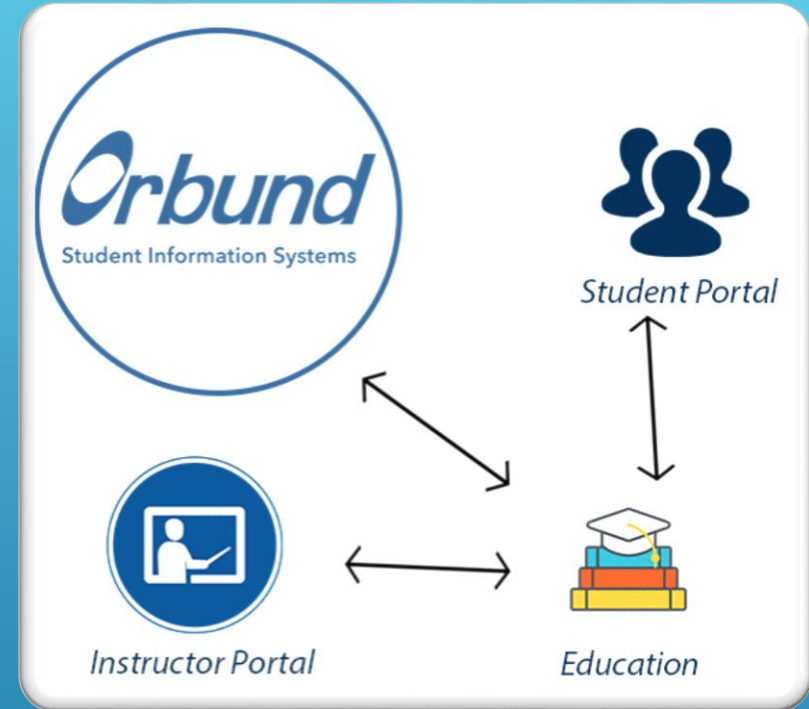 Orbund
Student Information Systems
Student Portal
Instructor Portal
Education